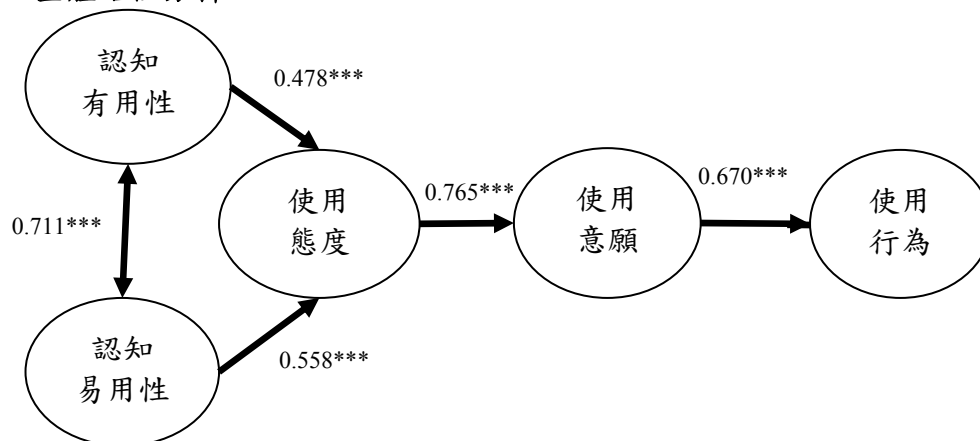 認知
有用性
0.478***
0.711***
使用
態度
0.765***
使用
意願
0.670***
使用
行為
認知
易用性
0.558***